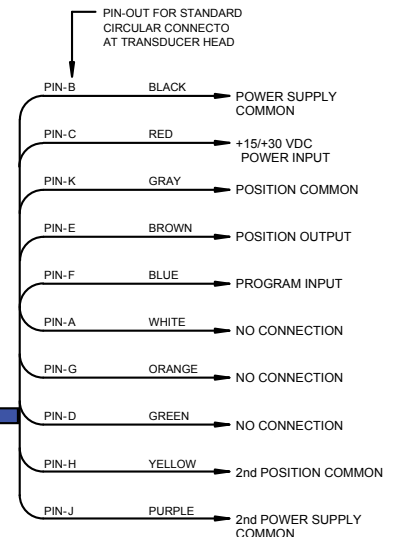 PIN-OUT FOR STANDARD
CIRCULAR CONNECTO
AT TRANSDUCER HEAD
PIN-B BLACK POWER SUPPLY
COMMON
PIN-C RED +15/+30 VDC
POWER INPUT
PIN-K GRAY POSITION COMMON
PIN-E BROWN POSITION OUTPUT
PIN-F BLUE PROGRAM INPUT
PIN-A WHITE NO CONNECTION
PIN-G ORANGE NO CONNECTION
PIN-D GREEN NO CONNECTION
PIN-H YELLOW 2nd POSITION COMMON
PIN-J PURPLE 2nd POWER SUPPLY
COMMON